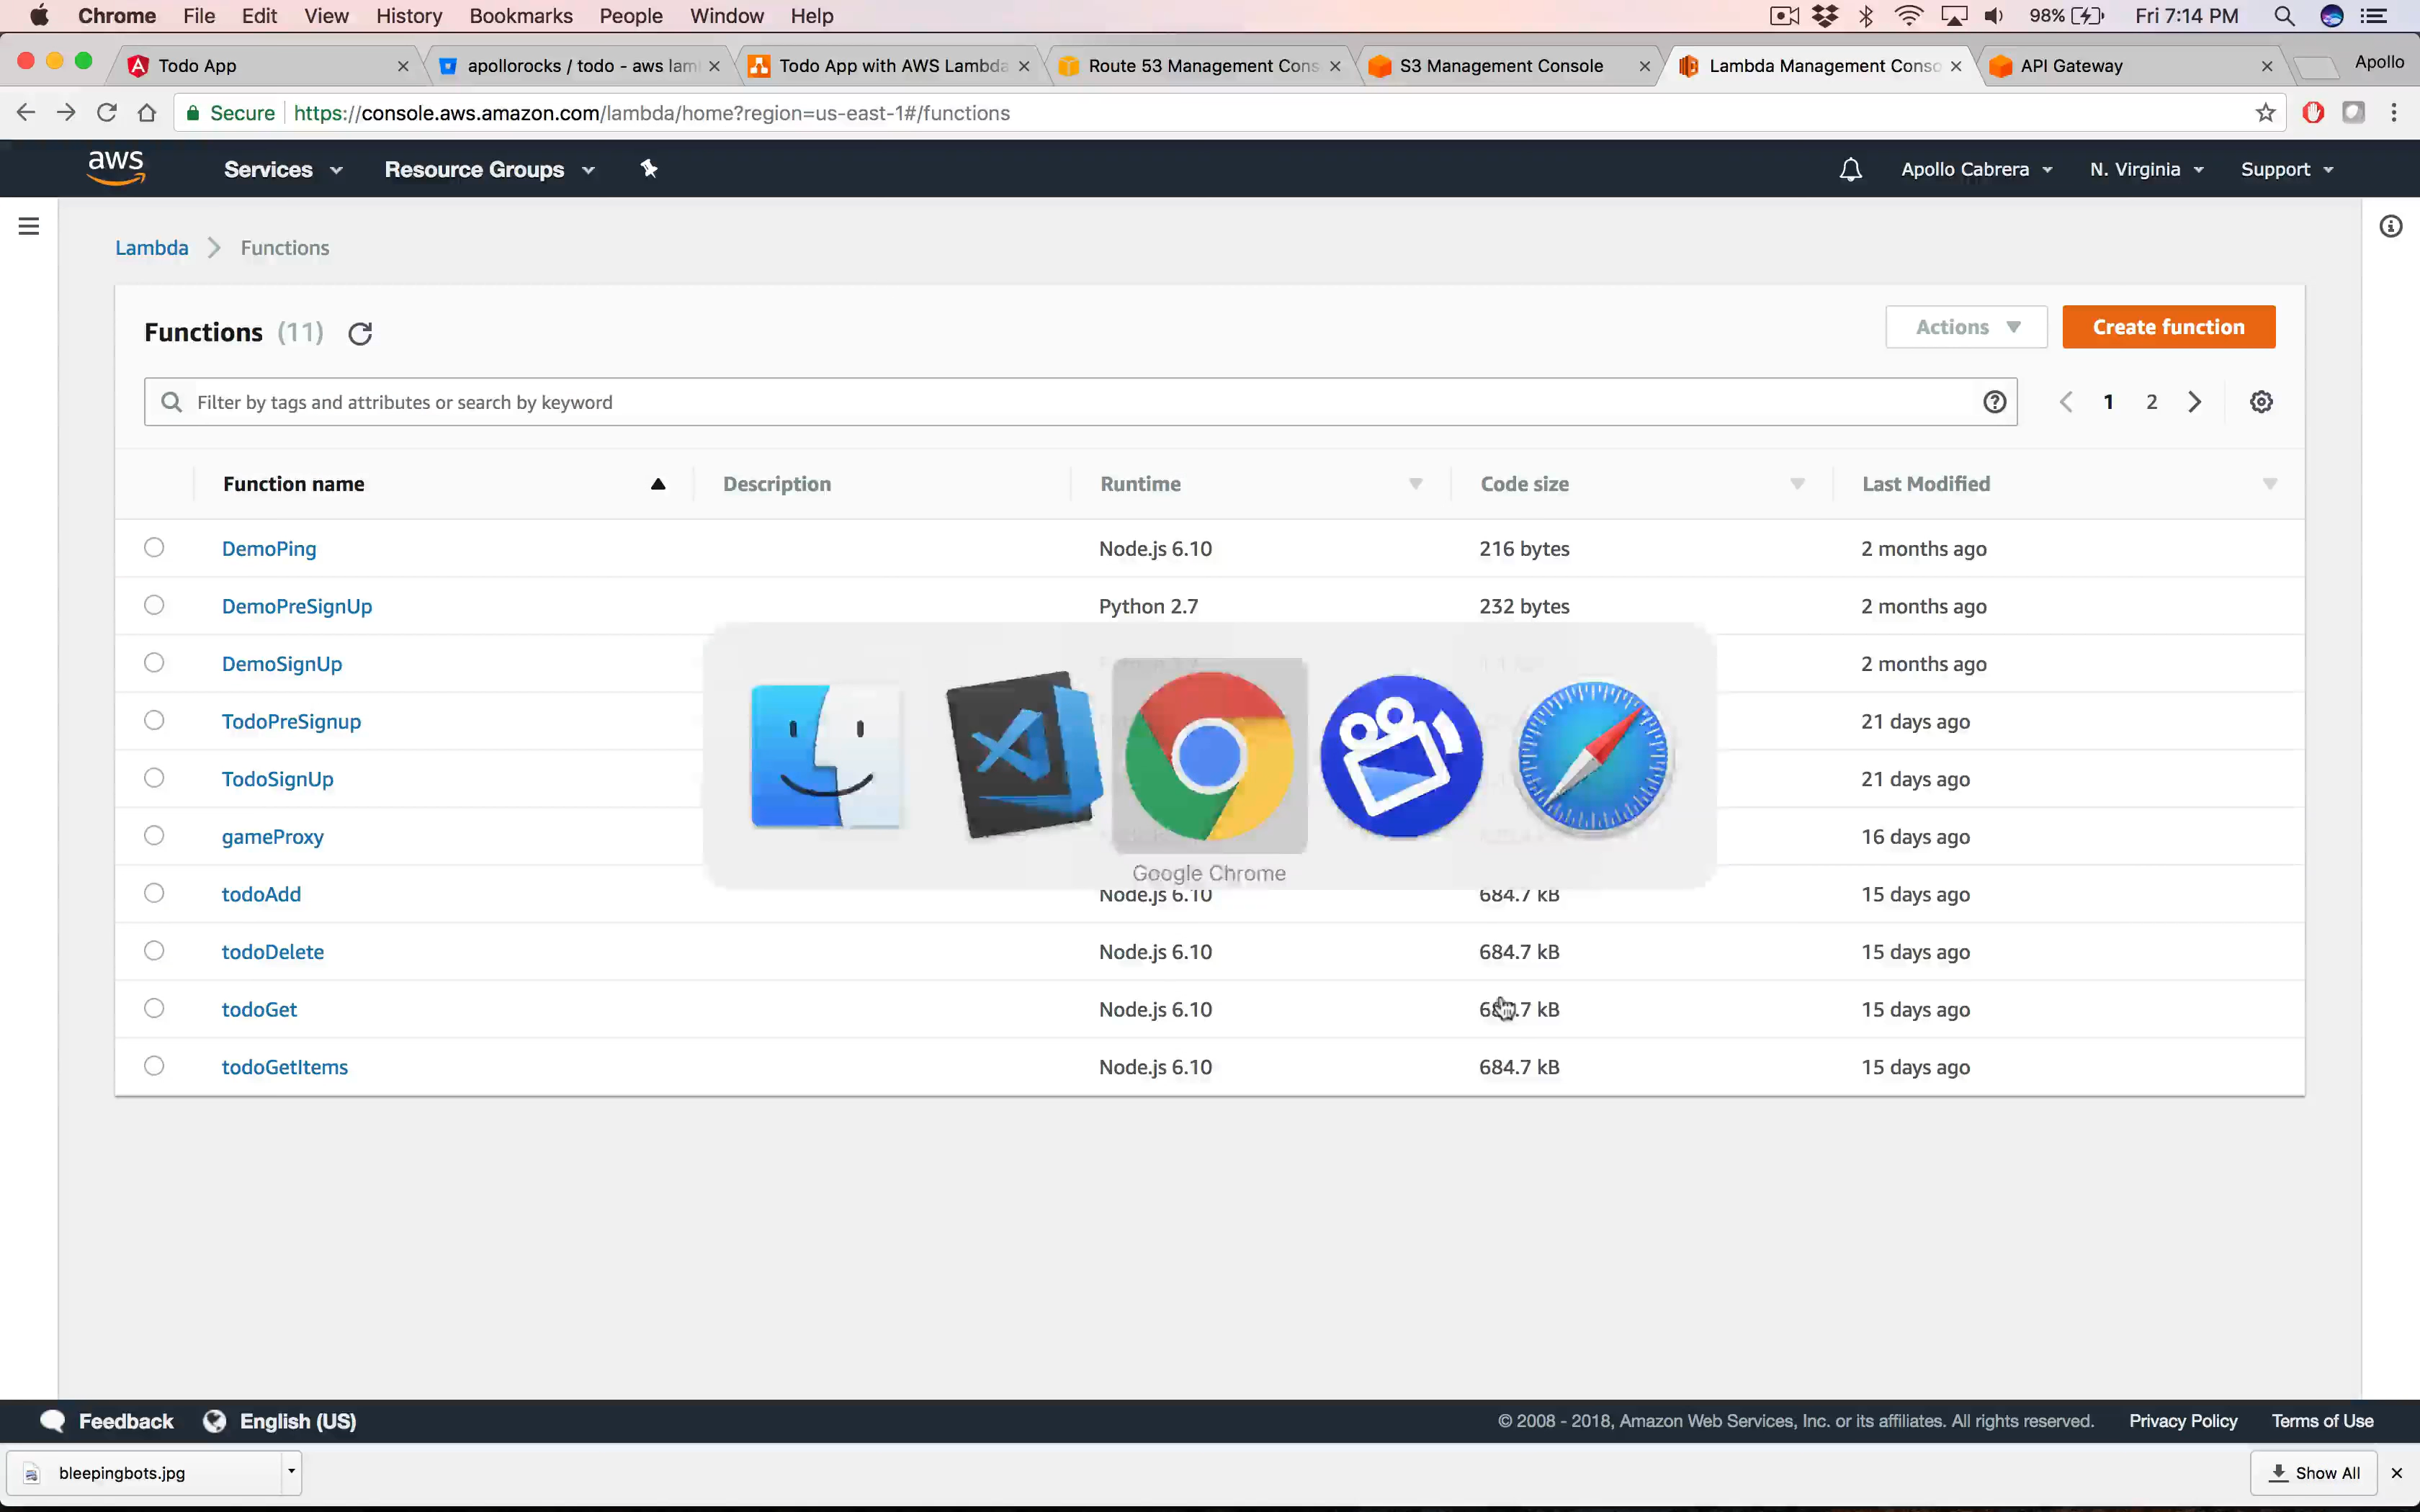 Chrome File Edit View History Bookmarks People Window Help 98% Fri 7:14 PM
Todo App apollorocks / todo - aws lam Todo App with AWS Lambda Route 53 Management Cons S3 Management Console Lambda Management Conso API Gateway Apollo
Secure https://console.aws.amazon.com/lambda/home?region=us-east-1#/functions
aws Services Resource Groups Apollo Cabrera N. Virginia Support
Lambda Functions
Functions (11) Actions Create function
Filter by tags and attributes or search by keyword 1 2
Function name Description Runtime Code size Last Modified
DemoPing Node.js 6.10 216 bytes 2 months ago
DemoPreSignUp Python 2.7 232 bytes 2 months ago
DemoSignUp 2 months ago
TodoPreSignup 21 days ago
TodoSignUp 21 days ago
gameProxy 16 days ago
Google Chrome
todoAdd Node.js 6.10 684.7 kB 15 days ago
todoDelete Node.js 6.10 684.7 kB 15 days ago
todoGet Node.js 6.10 15 days ago
todoGetItems Node.js 6.10 684.7 kB 15 days ago
Feedback English (US) © 2008 - 2018, Amazon Web Services, Inc. or its affiliates. All rights reserved. Privacy Policy Terms of Use
bleepingbots.jpg Show All